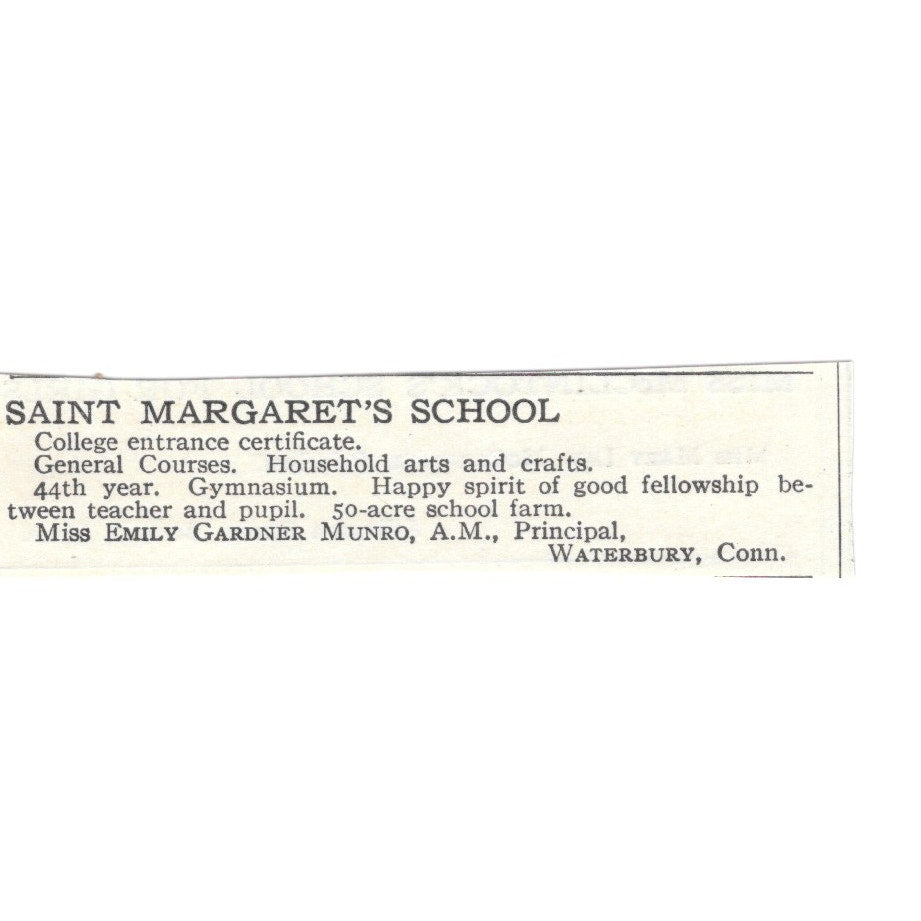 SAINT MARGARET'S SCHOOL
College entrance certificate.
General Courses. Household arts and crafts.
44th year. Gymnasium. Happy spirit of good fellowship be-
tween teacher and pupil. 50-acre school farm.
Miss EMILY GARDNER MUNRO, A.M., Principal,
WATERBURY, Conn.